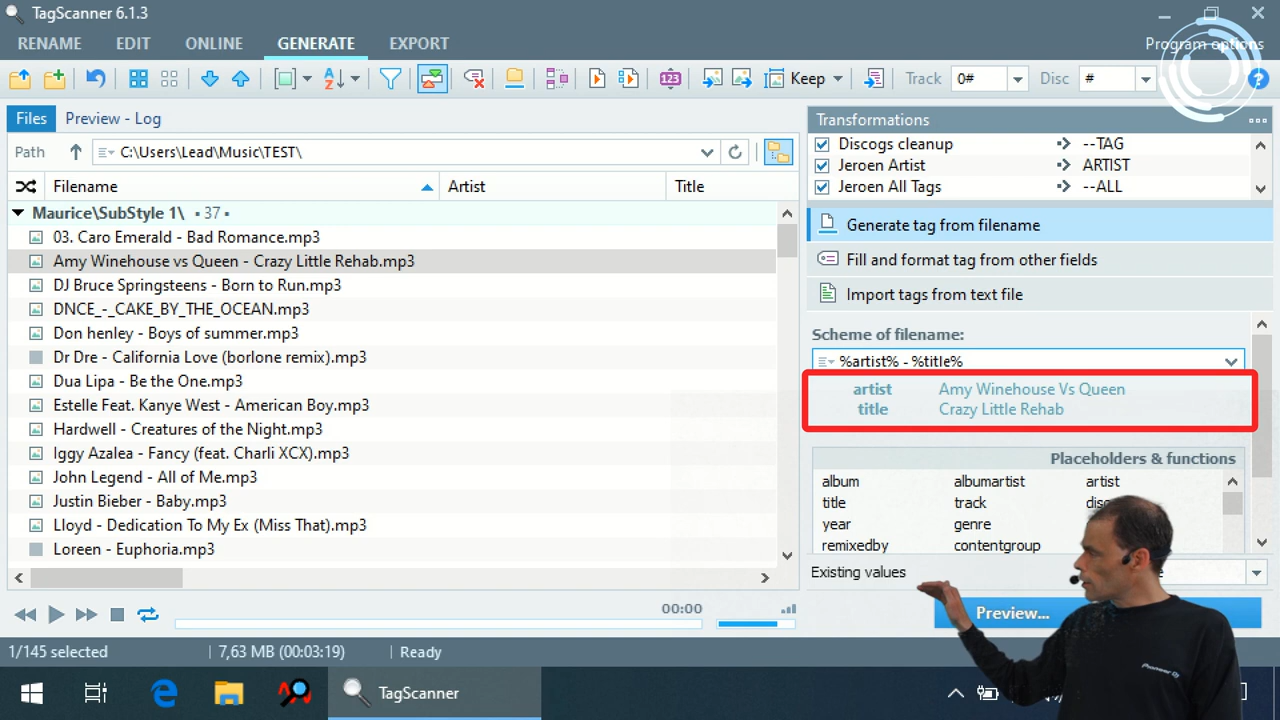 TagScanner 6.1.3
RENAME EDIT ONLINE GENERATE EXPORT
Program options
Keep Track 0# Disc #
Files Preview - Log
Path C:\Users\Lead\Music\TEST\
Filename Artist Title
Maurice\SubStyle 1\ • 37 •
03. Caro Emerald - Bad Romance.mp3
Amy Winehouse vs Queen - Crazy Little Rehab.mp3
DJ Bruce Springsteens - Born to Run.mp3
DNCE_-_CAKE_BY_THE_OCEAN.mp3
Don henley - Boys of summer.mp3
Dr Dre - California Love (borlone remix).mp3
Dua Lipa - Be the One.mp3
Estelle Feat. Kanye West - American Boy.mp3
Hardwell - Creatures of the Night.mp3
Iggy Azalea - Fancy (feat. Charli XCX).mp3
John Legend - All of Me.mp3
Justin Bieber - Baby.mp3
Lloyd - Dedication To My Ex (Miss That).mp3
Loreen - Euphoria.mp3
Transformations
Discogs cleanup --TAG
Jeroen Artist ARTIST
Jeroen All Tags --ALL
Generate tag from filename
Fill and format tag from other fields
Import tags from text file
Scheme of filename:
%artist% - %title%
artist Amy Winehouse Vs Queen
title Crazy Little Rehab
Placeholders & functions
album albumartist artist
title track
year genre
remixedby contentgroup
Existing values
Preview...
00:00
1/145 selected 7,63 MB (00:03:19) Ready
TagScanner